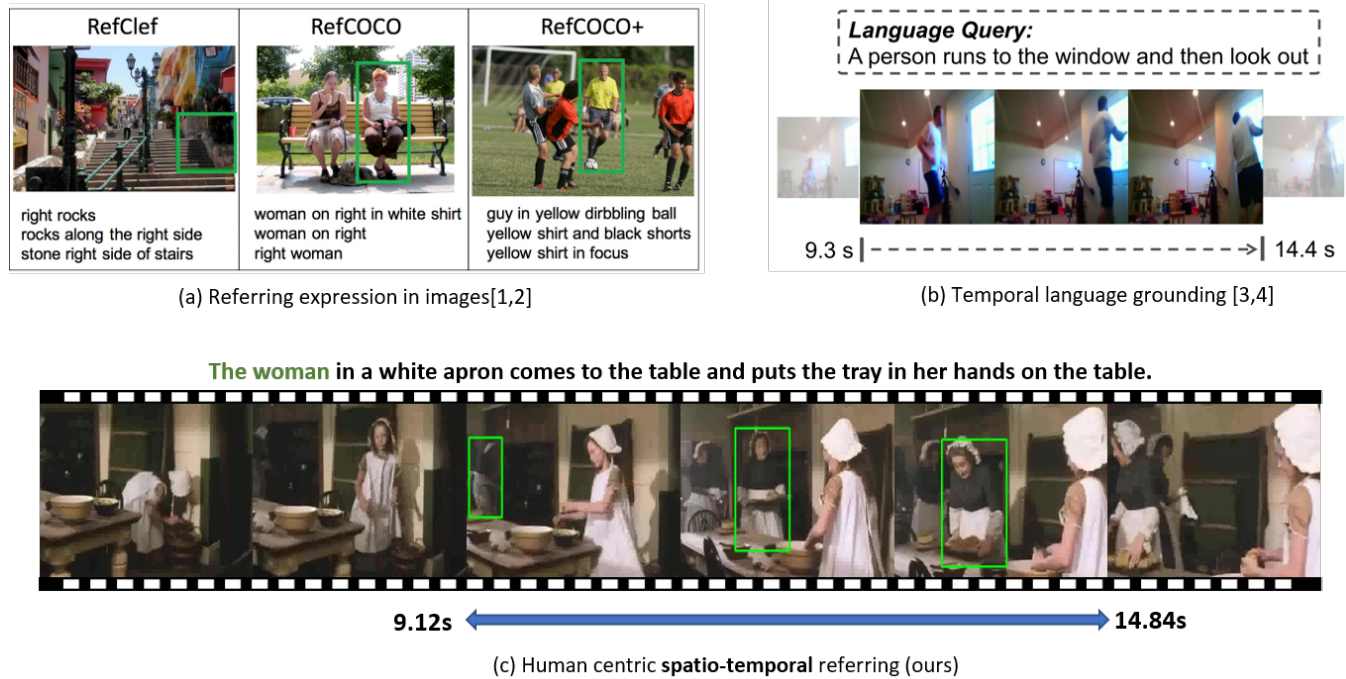 RefClef
RefCOCO
RefCOCO+
right rocks
rocks along the right side
stone right side of stairs
woman on right in white shirt
woman on right
right woman
guy in yellow dirbbling ball
yellow shirt and black shorts
yellow shirt in focus
(a) Referring expression in images[1,2]
Language Query:
A person runs to the window and then look out
9.3 s
14.4 s
(b) Temporal language grounding [3,4]
The woman in a white apron comes to the table and puts the tray in her hands on the table.
9.12s
14.84s
(c) Human centric spatio-temporal referring (ours)